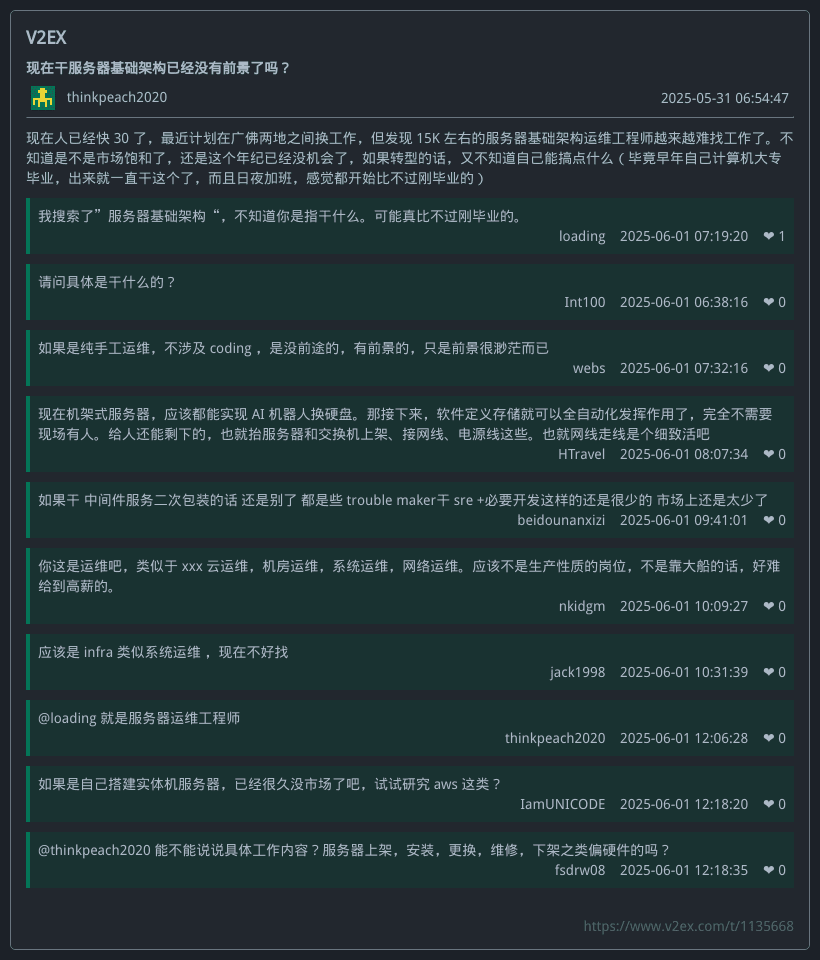 V2EX
现在干服务器基础架构已经没有前景了吗？
thinkpeach2020 2025-05-31 06:54:47
现在人已经快 30 了，最近计划在广佛两地之间换工作，但发现 15K 左右的服务器基础架构运维工程师越来越难找工作了。不
知道是不是市场饱和了，还是这个年纪已经没机会了，如果转型的话，又不知道自己能搞点什么（毕竟早年自己计算机大专
毕业，出来就一直干这个了，而且日夜加班，感觉都开始比不过刚毕业的）
我搜索了”服务器基础架构“，不知道你是指干什么。可能真比不过刚毕业的。
loading 2025-06-01 07:19:20 ❤ 1
请问具体是干什么的？
Int100 2025-06-01 06:38:16 ❤ 0
如果是纯手工运维，不涉及 coding ，是没前途的，有前景的，只是前景很渺茫而已
webs 2025-06-01 07:32:16 ❤ 0
现在机架式服务器，应该都能实现 AI 机器人换硬盘。那接下来，软件定义存储就可以全自动化发挥作用了，完全不需要
现场有人。给人还能剩下的，也就抬服务器和交换机上架、接网线、电源线这些。也就网线走线是个细致活吧
HTravel 2025-06-01 08:07:34 ❤ 0
如果干 中间件服务二次包装的话 还是别了 都是些 trouble maker干 sre +必要开发这样的还是很少的 市场上还是太少了
beidounanxizi 2025-06-01 09:41:01 ❤ 0
你这是运维吧，类似于 xxx 云运维，机房运维，系统运维，网络运维。应该不是生产性质的岗位，不是靠大船的话，好难
给到高薪的。
nkidgm 2025-06-01 10:09:27 ❤ 0
应该是 infra 类似系统运维 ，现在不好找
jack1998 2025-06-01 10:31:39 ❤ 0
@loading 就是服务器运维工程师
thinkpeach2020 2025-06-01 12:06:28 ❤ 0
如果是自己搭建实体机服务器，已经很久没市场了吧，试试研究 aws 这类？
IamUNICODE 2025-06-01 12:18:20 ❤ 0
@thinkpeach2020 能不能说说具体工作内容？服务器上架，安装，更换，维修，下架之类偏硬件的吗？
fsdrw08 2025-06-01 12:18:35 ❤ 0
https://www.v2ex.com/t/1135668